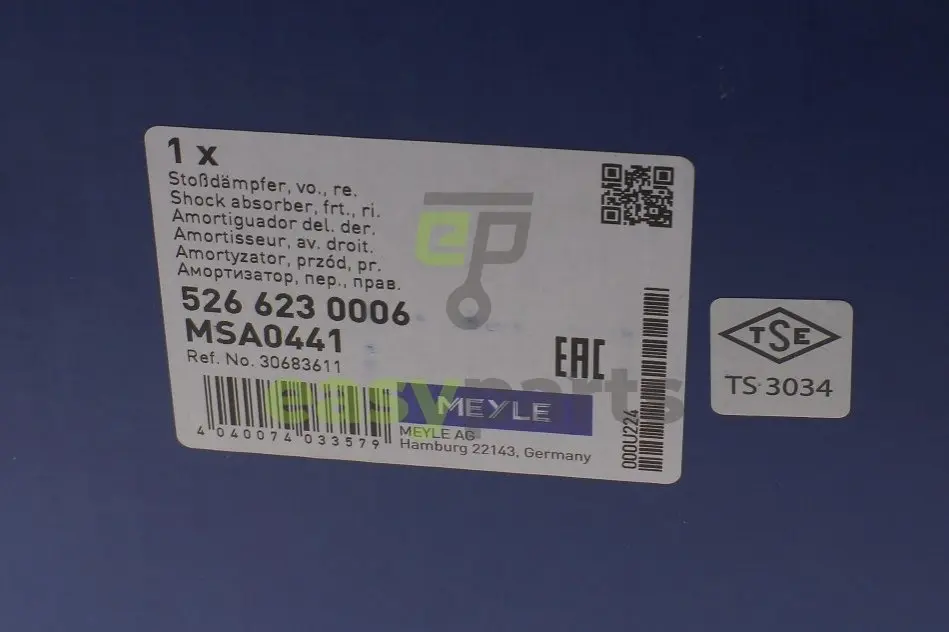 1 x
Stoßdämpfer, vo., re.
Shock absorber, frt., ri.
Amortiguador del. der.
Amortisseur, av. droit.
Amortyzator, przód, pr.
Амортизатор, пер., прав.
526 623 0006
MSA0441
Ref. No. 30683611
4 040074 033579
EAC
MEYLE
MEYLE AG
Hamburg 22143, Germany
000U224
TSE
TS 3034
ep
easyparts